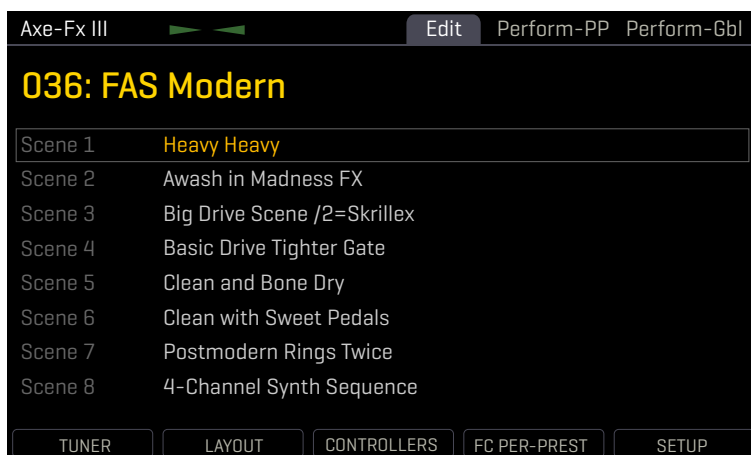 Axe-Fx III Edit Perform-PP Perform-Gbl
036: FAS Modern
Scene 1 Heavy Heavy
Scene 2 Awash in Madness FX
Scene 3 Big Drive Scene /2=Skrillex
Scene 4 Basic Drive Tighter Gate
Scene 5 Clean and Bone Dry
Scene 6 Clean with Sweet Pedals
Scene 7 Postmodern Rings Twice
Scene 8 4-Channel Synth Sequence
TUNER LAYOUT CONTROLLERS FC PER-PREST SETUP